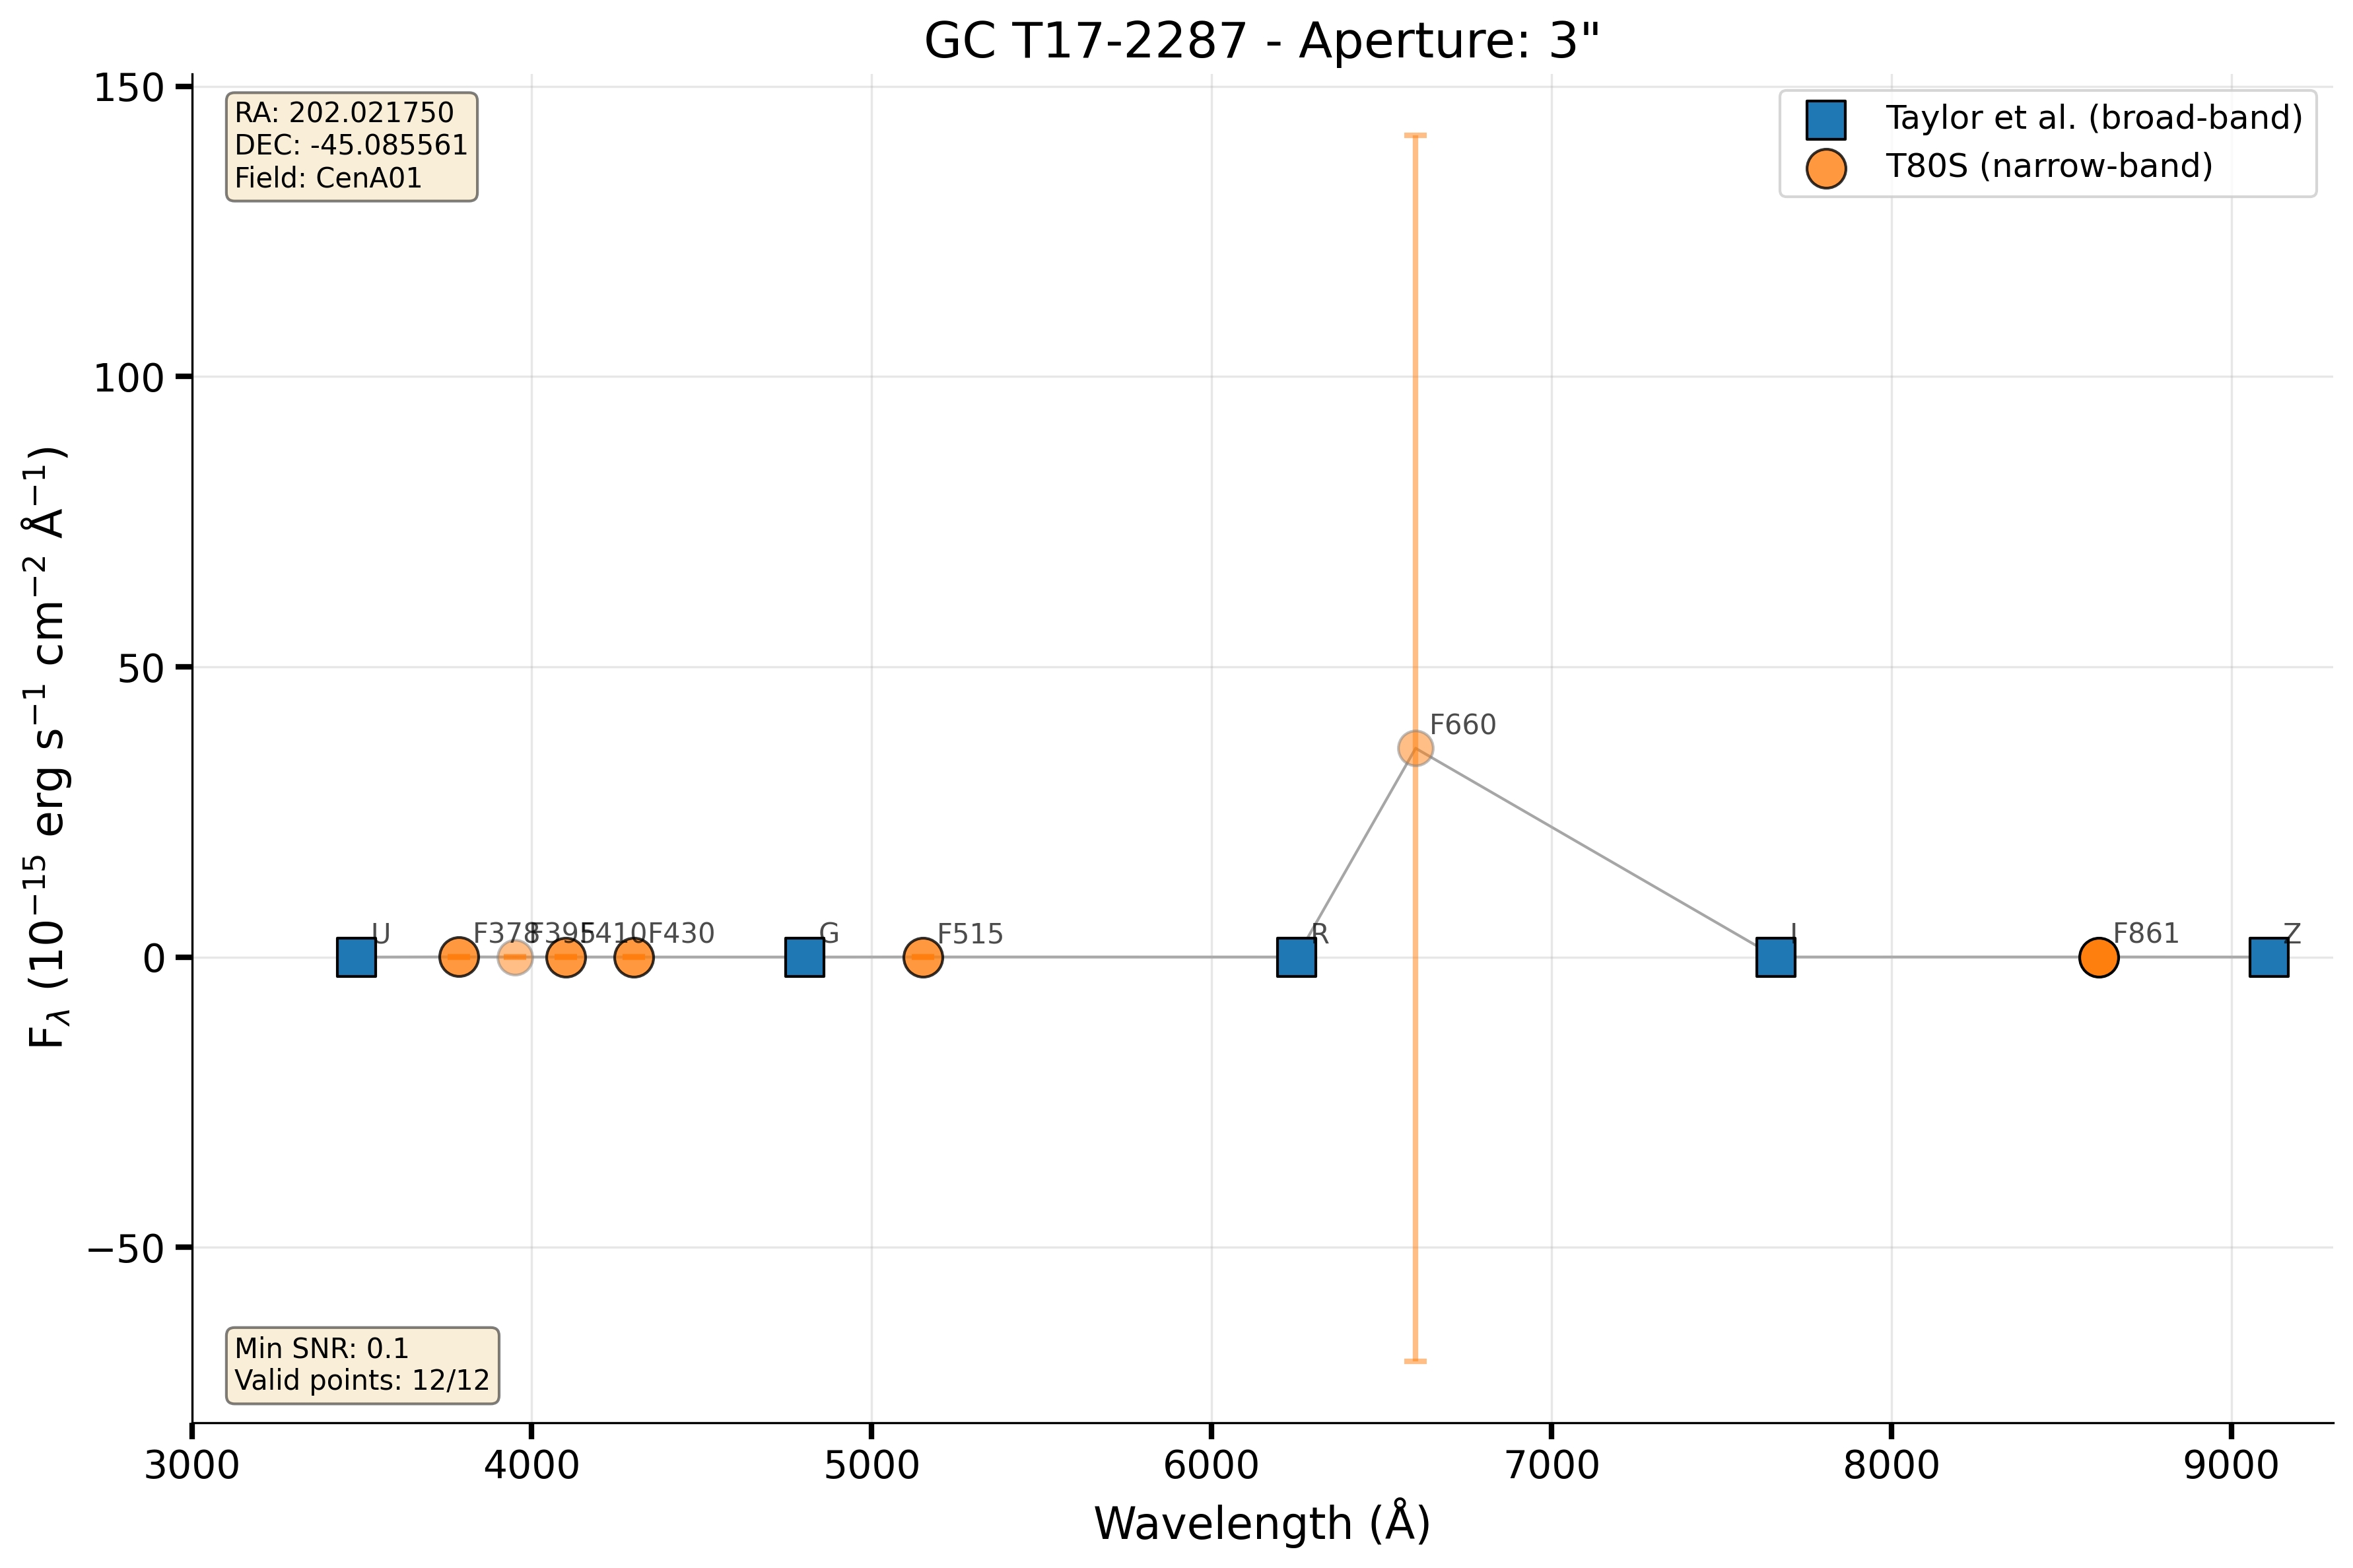 GC T17-2287 - Aperture: 3"
RA: 202.021750
DEC: -45.085561
Field: CenA01
Taylor et al. (broad-band)
T80S (narrow-band)
150
100
50
0
−50
F660
U
F378
F395
F410
F430
G
F515
R
I
F861
Z
Min SNR: 0.1
Valid points: 12/12
3000
4000
5000
6000
7000
8000
9000
Wavelength (Å)
Fλ (10⁻¹⁵ erg s⁻¹ cm⁻² Å⁻¹)